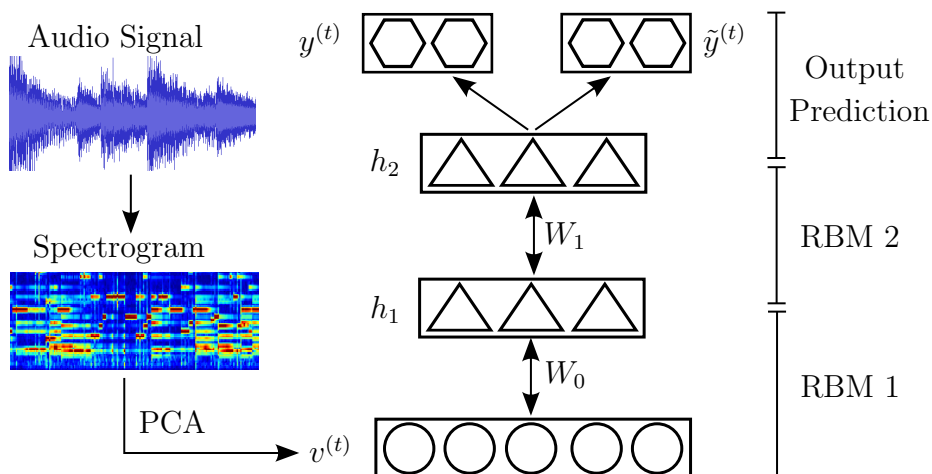 Audio Signal
Spectrogram
PCA
y^{(t)}
ỹ^{(t)}
h_2
W_1
h_1
W_0
v^{(t)}
Output
Prediction
RBM 2
RBM 1